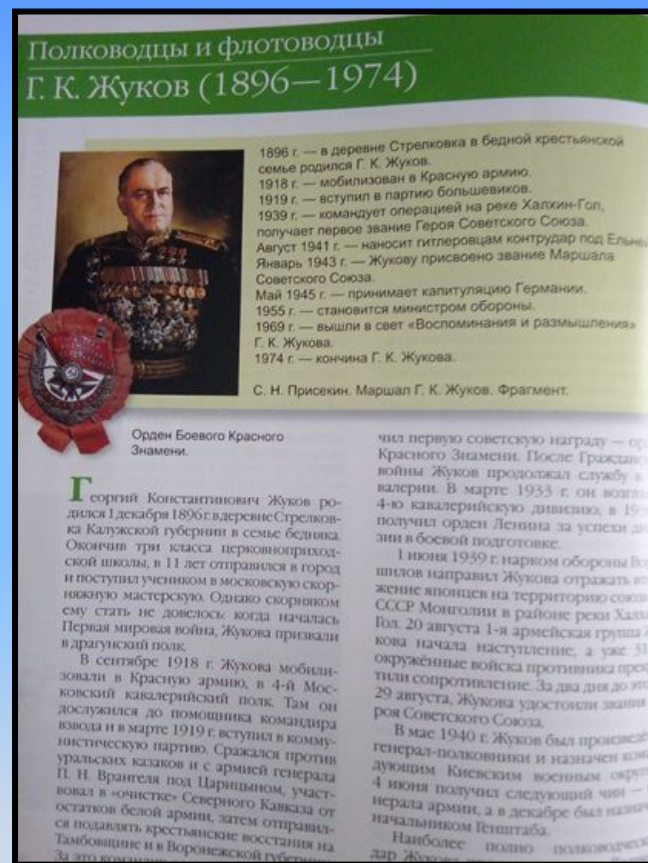 Полководцы и флотоводцы
Г. К. Жуков (1896—1974)
1896 г. — в деревне Стрелковка в бедной крестьянской
семье родился Г. К. Жуков.
1918 г. — мобилизован в Красную армию.
1919 г. — вступил в партию большевиков.
1939 г. — командует операцией на реке Халхин-Гол,
получает первое звание Героя Советского Союза.
Август 1941 г. — наносит гитлеровцам контрудар под Ельней
Январь 1943 г. — Жукову присвоено звание Маршала
Советского Союза.
Май 1945 г. — принимает капитуляцию Германии.
1955 г. — становится министром обороны.
1969 г. — вышли в свет «Воспоминания и размышления»
Г. К. Жукова.
1974 г. — кончина Г. К. Жукова.
С. Н. Присекин. Маршал Г. К. Жуков. Фрагмент.
Орден Боевого Красного
Знамени.
Георгий Константинович Жуков ро-
дился 1 декабря 1896 г. в деревне Стрелков-
ка Калужской губернии в семье бедняка.
Окончив три класса церковноприход-
ской школы, в 11 лет отправился в город
и поступил учеником в московскую скор-
няжную мастерскую. Однако скорняком
ему стать не довелось: когда началась
Первая мировая война, Жукова призвали
в драгунский полк.
В сентябре 1918 г. Жукова мобили-
зовали в Красную армию, в 4-й Мос-
ковский кавалерийский полк. Там он
дослужился до помощника командира
взвода и в марте 1919 г. вступил в комму-
нистическую партию. Сражался против
уральских казаков и с армией генерала
П. Н. Врангеля под Царицыном, участ-
вовал в «очистке» Северного Кавказа от
остатков белой армии, затем отправил-
ся подавлять крестьянские восстания на
Тамбовщине и в Воронежской губернии.
За это
чил первую советскую награду —
Красного Знамени. После
войны Жуков продолжал службу в
валерии. В марте 1933 г. он
4-ю кавалерийскую дивизию, в
получил орден Ленина за успехи
зии в боевой подготовке.
1 июня 1939 г. нарком обороны Во
шилов направил Жукова отражать
жение японцев на территорию
СССР Монголии в районе реки
Гол. 20 августа 1-я армейская группа
кова начала наступление, а уже 31
окружённые войска противника
тили сопротивление. За два дня до
29 августа, Жукова удостоили звания
роя Советского Союза.
В мае 1940 г. Жуков был
генерал-полковники и назначен
дующим Киевским военным
4 июня получил следующий чин —
нерала армии, а в декабре был
начальником Генштаба.
Наиболее полно
дар